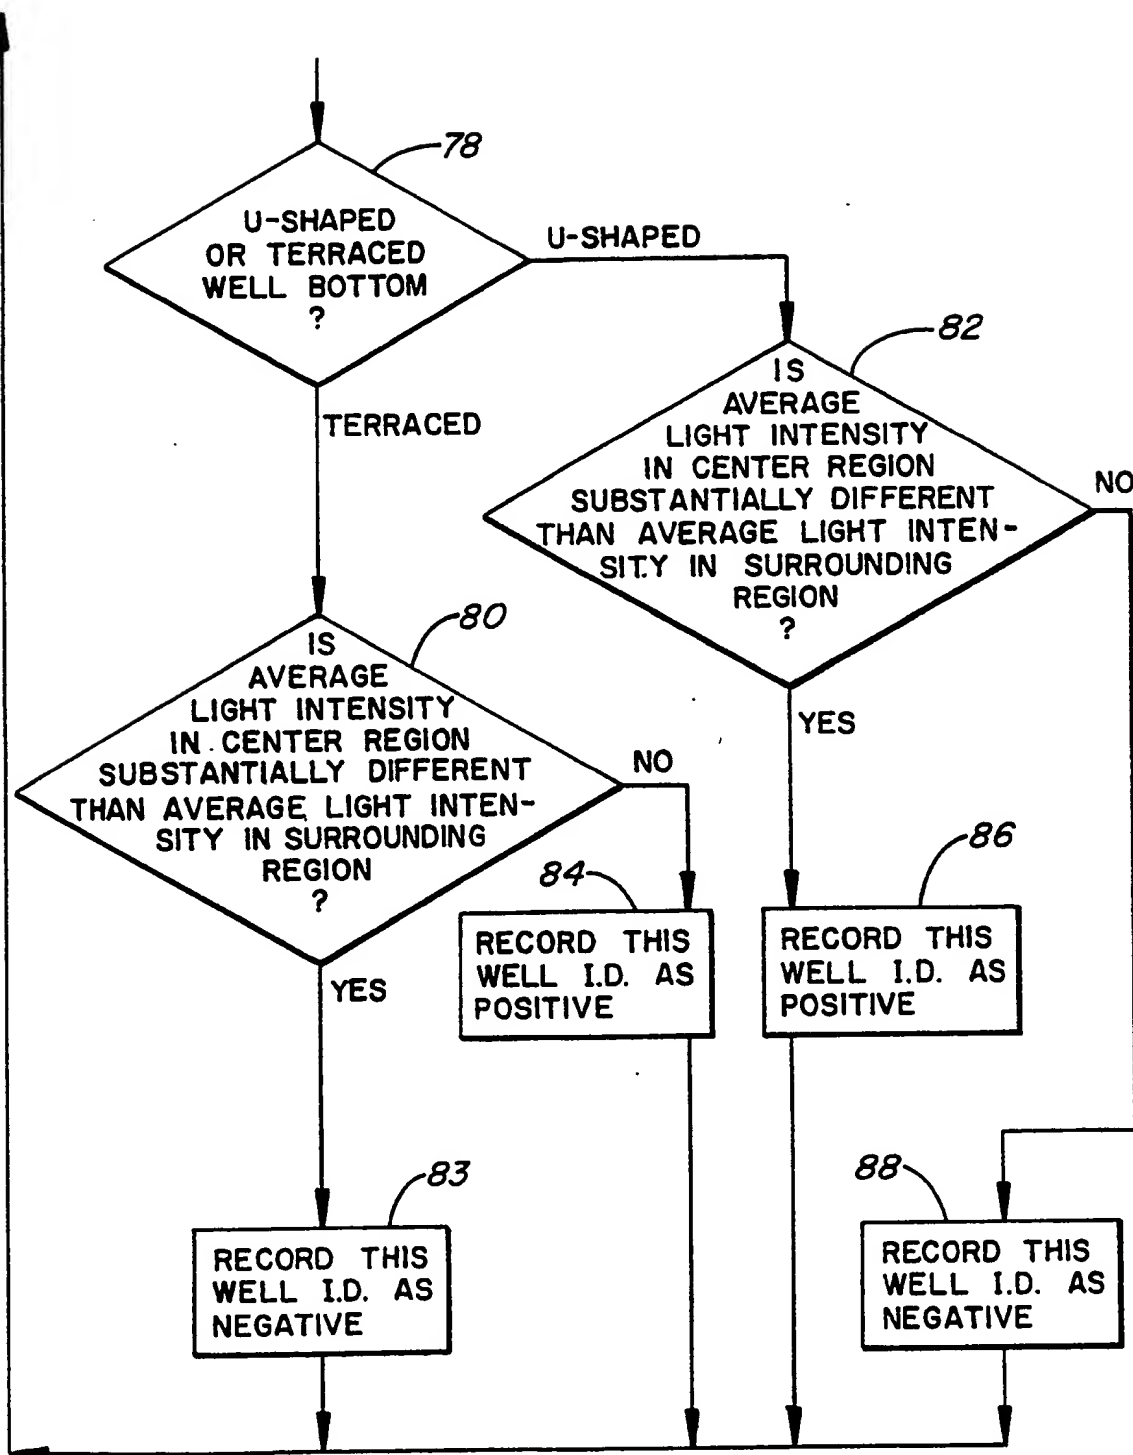 78
U-SHAPED
OR TERRACED
WELL BOTTOM
?
U-SHAPED
TERRACED
82
IS
AVERAGE
LIGHT INTENSITY
IN CENTER REGION
SUBSTANTIALLY DIFFERENT
THAN AVERAGE LIGHT INTEN-
SITY IN SURROUNDING
REGION
?
NO
YES
80
IS
AVERAGE
LIGHT INTENSITY
IN CENTER REGION
SUBSTANTIALLY DIFFERENT
THAN AVERAGE LIGHT INTEN-
SITY IN SURROUNDING
REGION
?
NO
YES
84
RECORD THIS
WELL I.D. AS
POSITIVE
86
RECORD THIS
WELL I.D. AS
POSITIVE
83
RECORD THIS
WELL I.D. AS
NEGATIVE
88
RECORD THIS
WELL I.D. AS
NEGATIVE